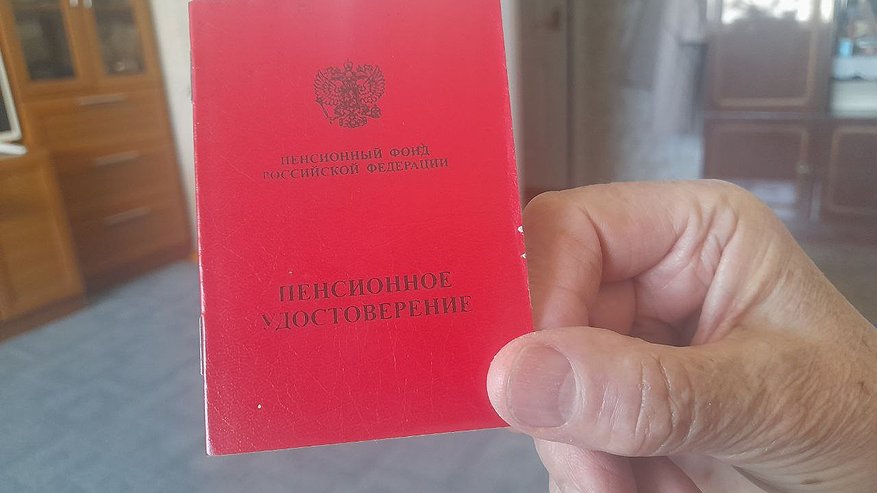 ПЕНСИОННЫЙ ФОНД
РОССИЙСКОЙ ФЕДЕРАЦИИ
ПЕНСИОННОЕ
УДОСТОВЕРЕНИЕ